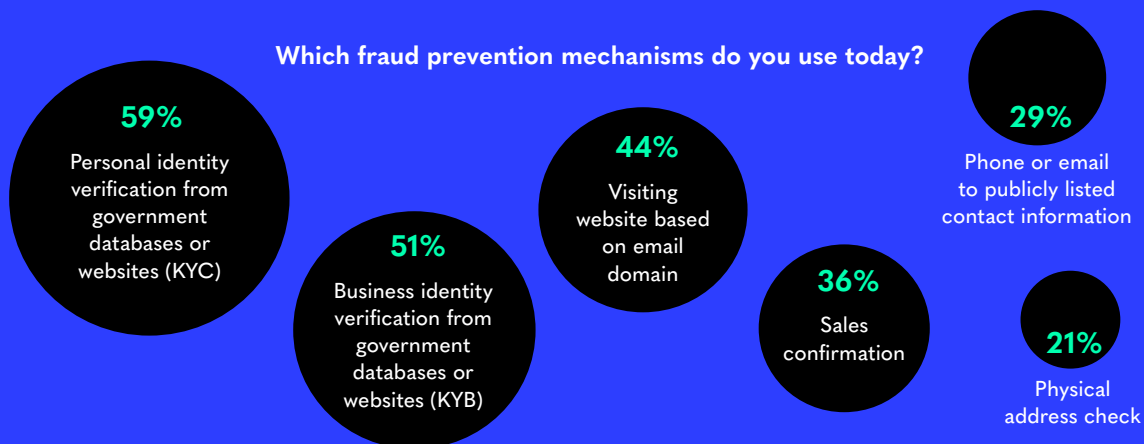 Which fraud prevention mechanisms do you use today?
59%
Personal identity
verification from
government
databases or
websites (KYC)
51%
Business identity
verification from
government
databases or
websites (KYB)
44%
Visiting
website based
on email
domain
36%
Sales
confirmation
29%
Phone or email
to publicly listed
contact information
21%
Physical
address check